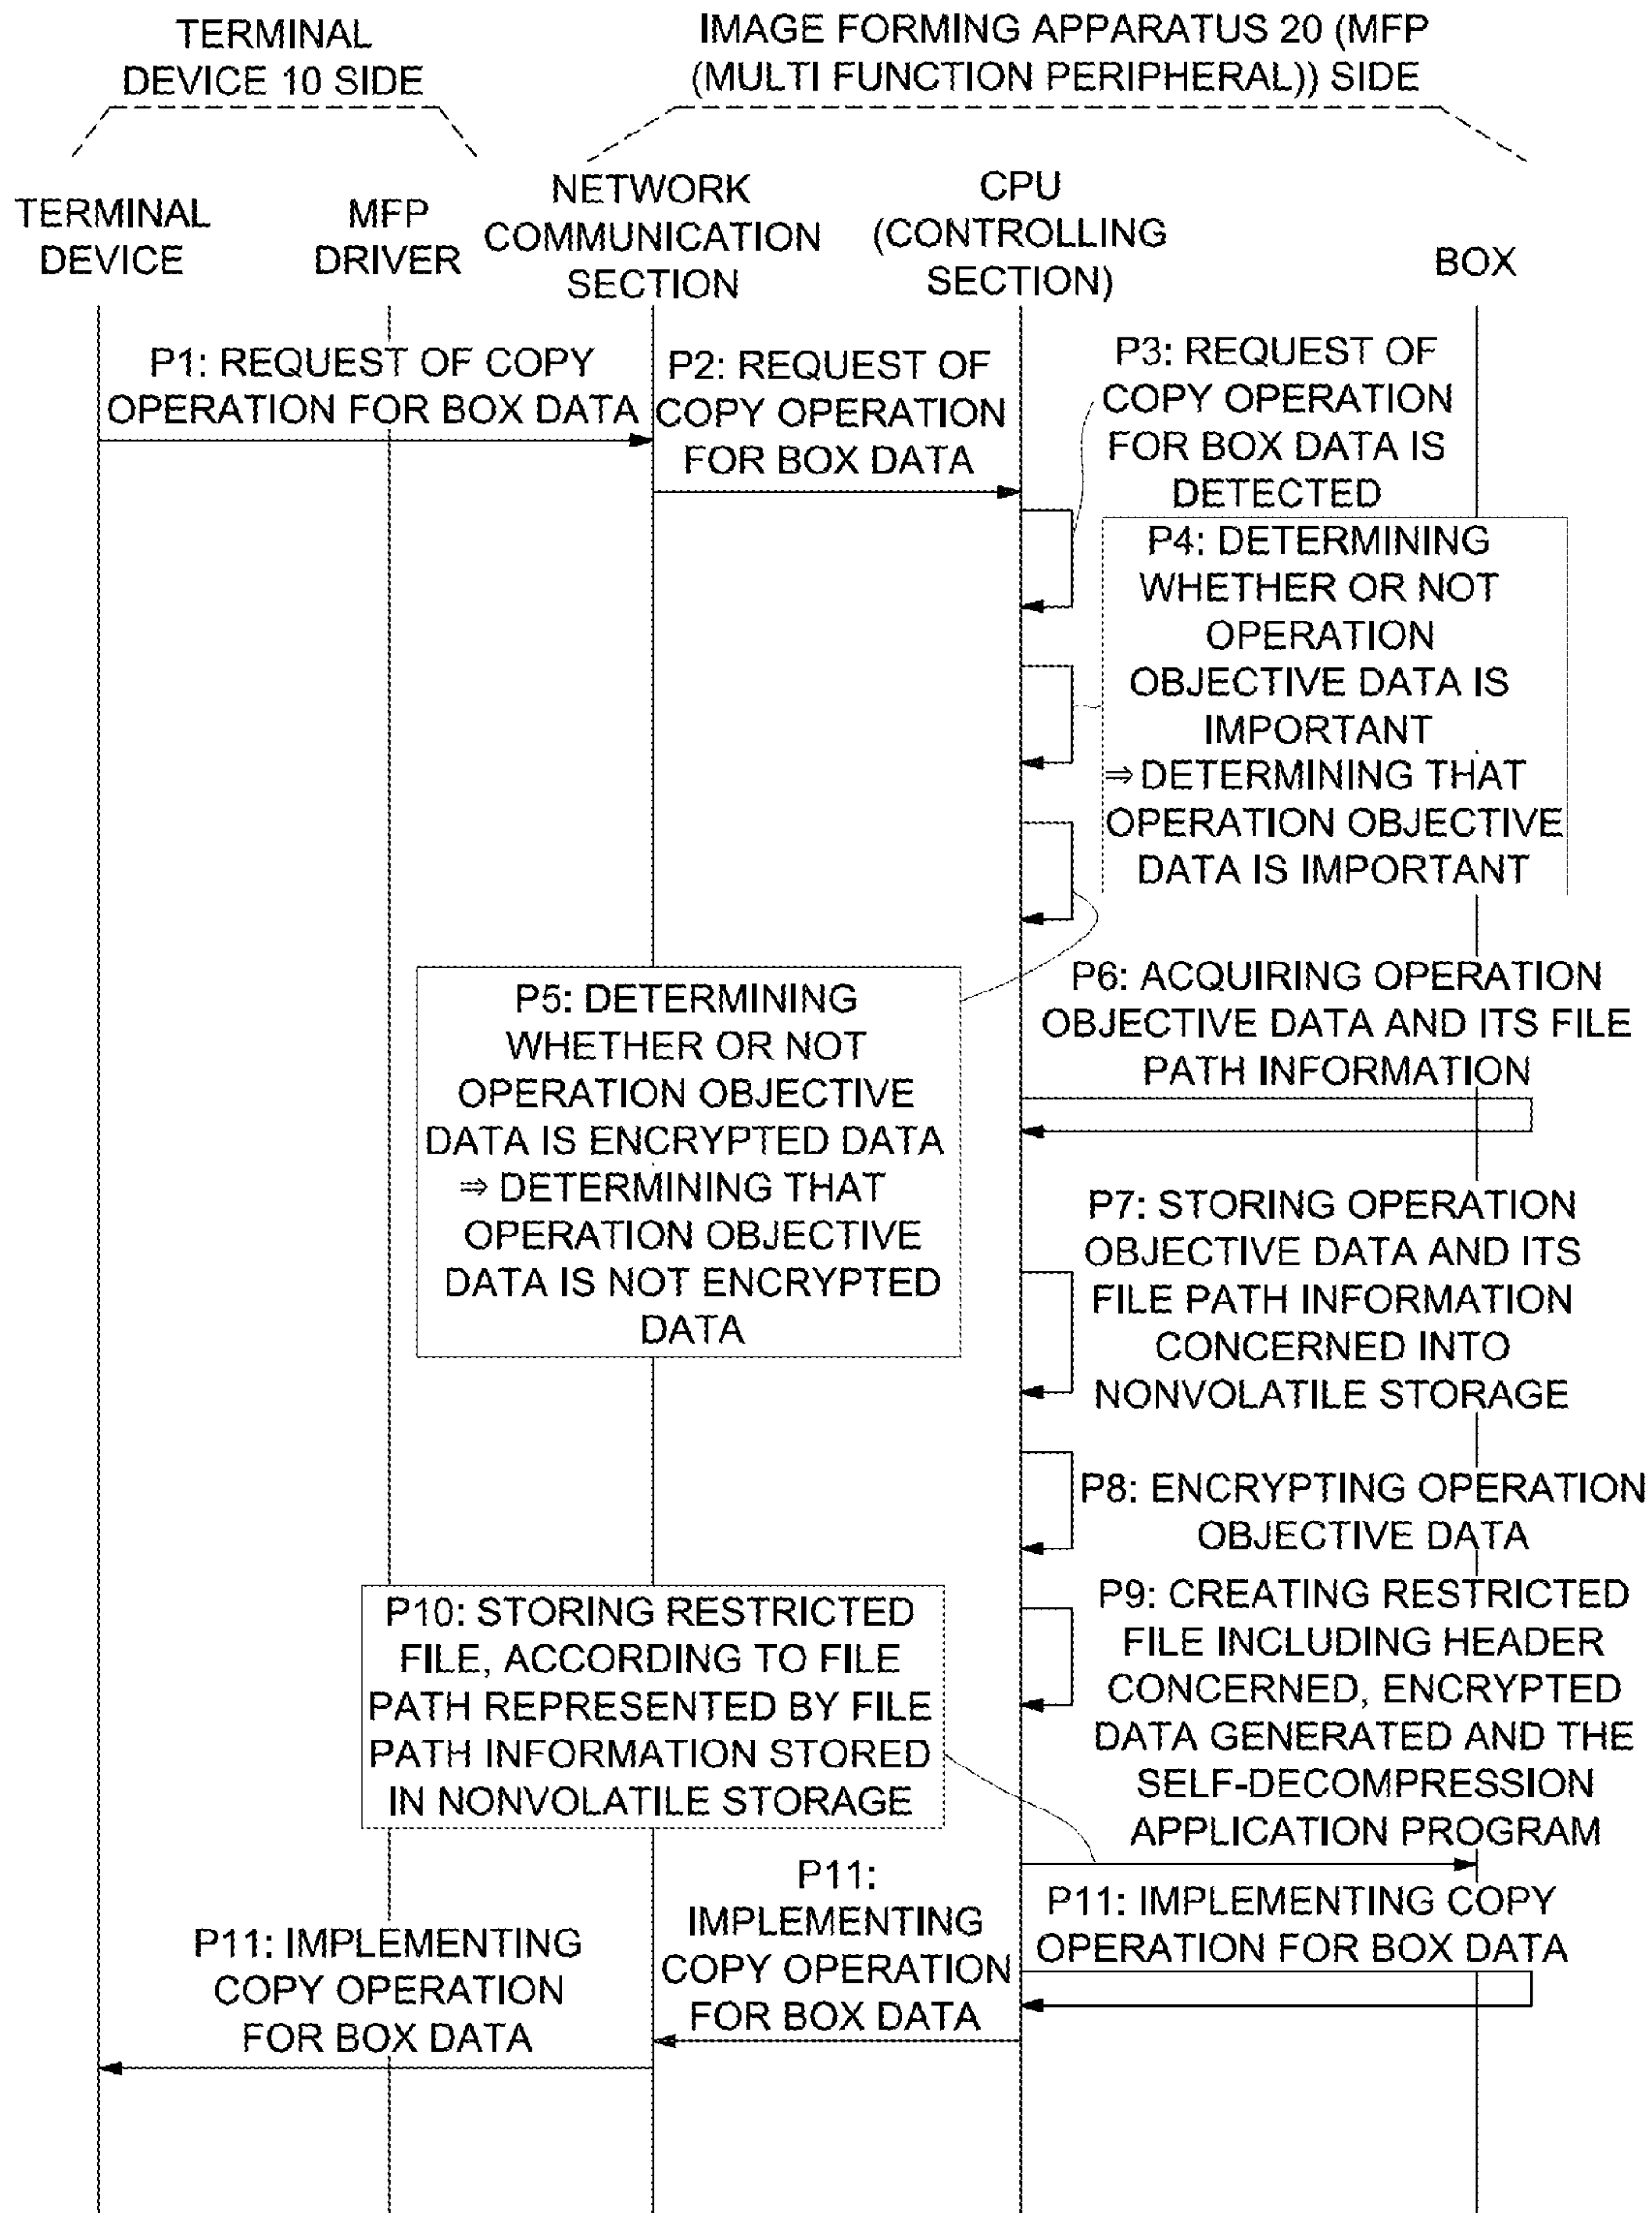 TERMINAL
DEVICE 10 SIDE
IMAGE FORMING APPARATUS 20 (MFP
(MULTI FUNCTION PERIPHERAL)) SIDE
TERMINAL
DEVICE
MFP
DRIVER
NETWORK
COMMUNICATION
SECTION
CPU
(CONTROLLING
SECTION)
BOX
P1: REQUEST OF COPY
OPERATION FOR BOX DATA
P2: REQUEST OF
COPY OPERATION
FOR BOX DATA
P3: REQUEST OF
COPY OPERATION
FOR BOX DATA IS
DETECTED
P4: DETERMINING
WHETHER OR NOT
OPERATION
OBJECTIVE DATA IS
IMPORTANT
⇒ DETERMINING THAT
OPERATION OBJECTIVE
DATA IS IMPORTANT
P5: DETERMINING
WHETHER OR NOT
OPERATION OBJECTIVE
DATA IS ENCRYPTED DATA
⇒ DETERMINING THAT
OPERATION OBJECTIVE
DATA IS NOT ENCRYPTED
DATA
P6: ACQUIRING OPERATION
OBJECTIVE DATA AND ITS FILE
PATH INFORMATION
P7: STORING OPERATION
OBJECTIVE DATA AND ITS
FILE PATH INFORMATION
CONCERNED INTO
NONVOLATILE STORAGE
P8: ENCRYPTING OPERATION
OBJECTIVE DATA
P9: CREATING RESTRICTED
FILE INCLUDING HEADER
CONCERNED, ENCRYPTED
DATA GENERATED AND THE
SELF-DECOMPRESSION
APPLICATION PROGRAM
P10: STORING RESTRICTED
FILE, ACCORDING TO FILE
PATH REPRESENTED BY FILE
PATH INFORMATION STORED
IN NONVOLATILE STORAGE
P11: IMPLEMENTING COPY
OPERATION FOR BOX DATA
P11:
IMPLEMENTING
COPY OPERATION
FOR BOX DATA
P11: IMPLEMENTING
COPY OPERATION
FOR BOX DATA